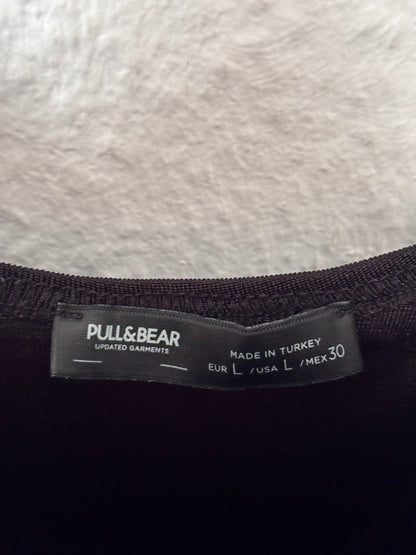 PULL&BEAR
UPDATED GARMENTS
MADE IN TURKEY
EUR L /USA L /MEX 30